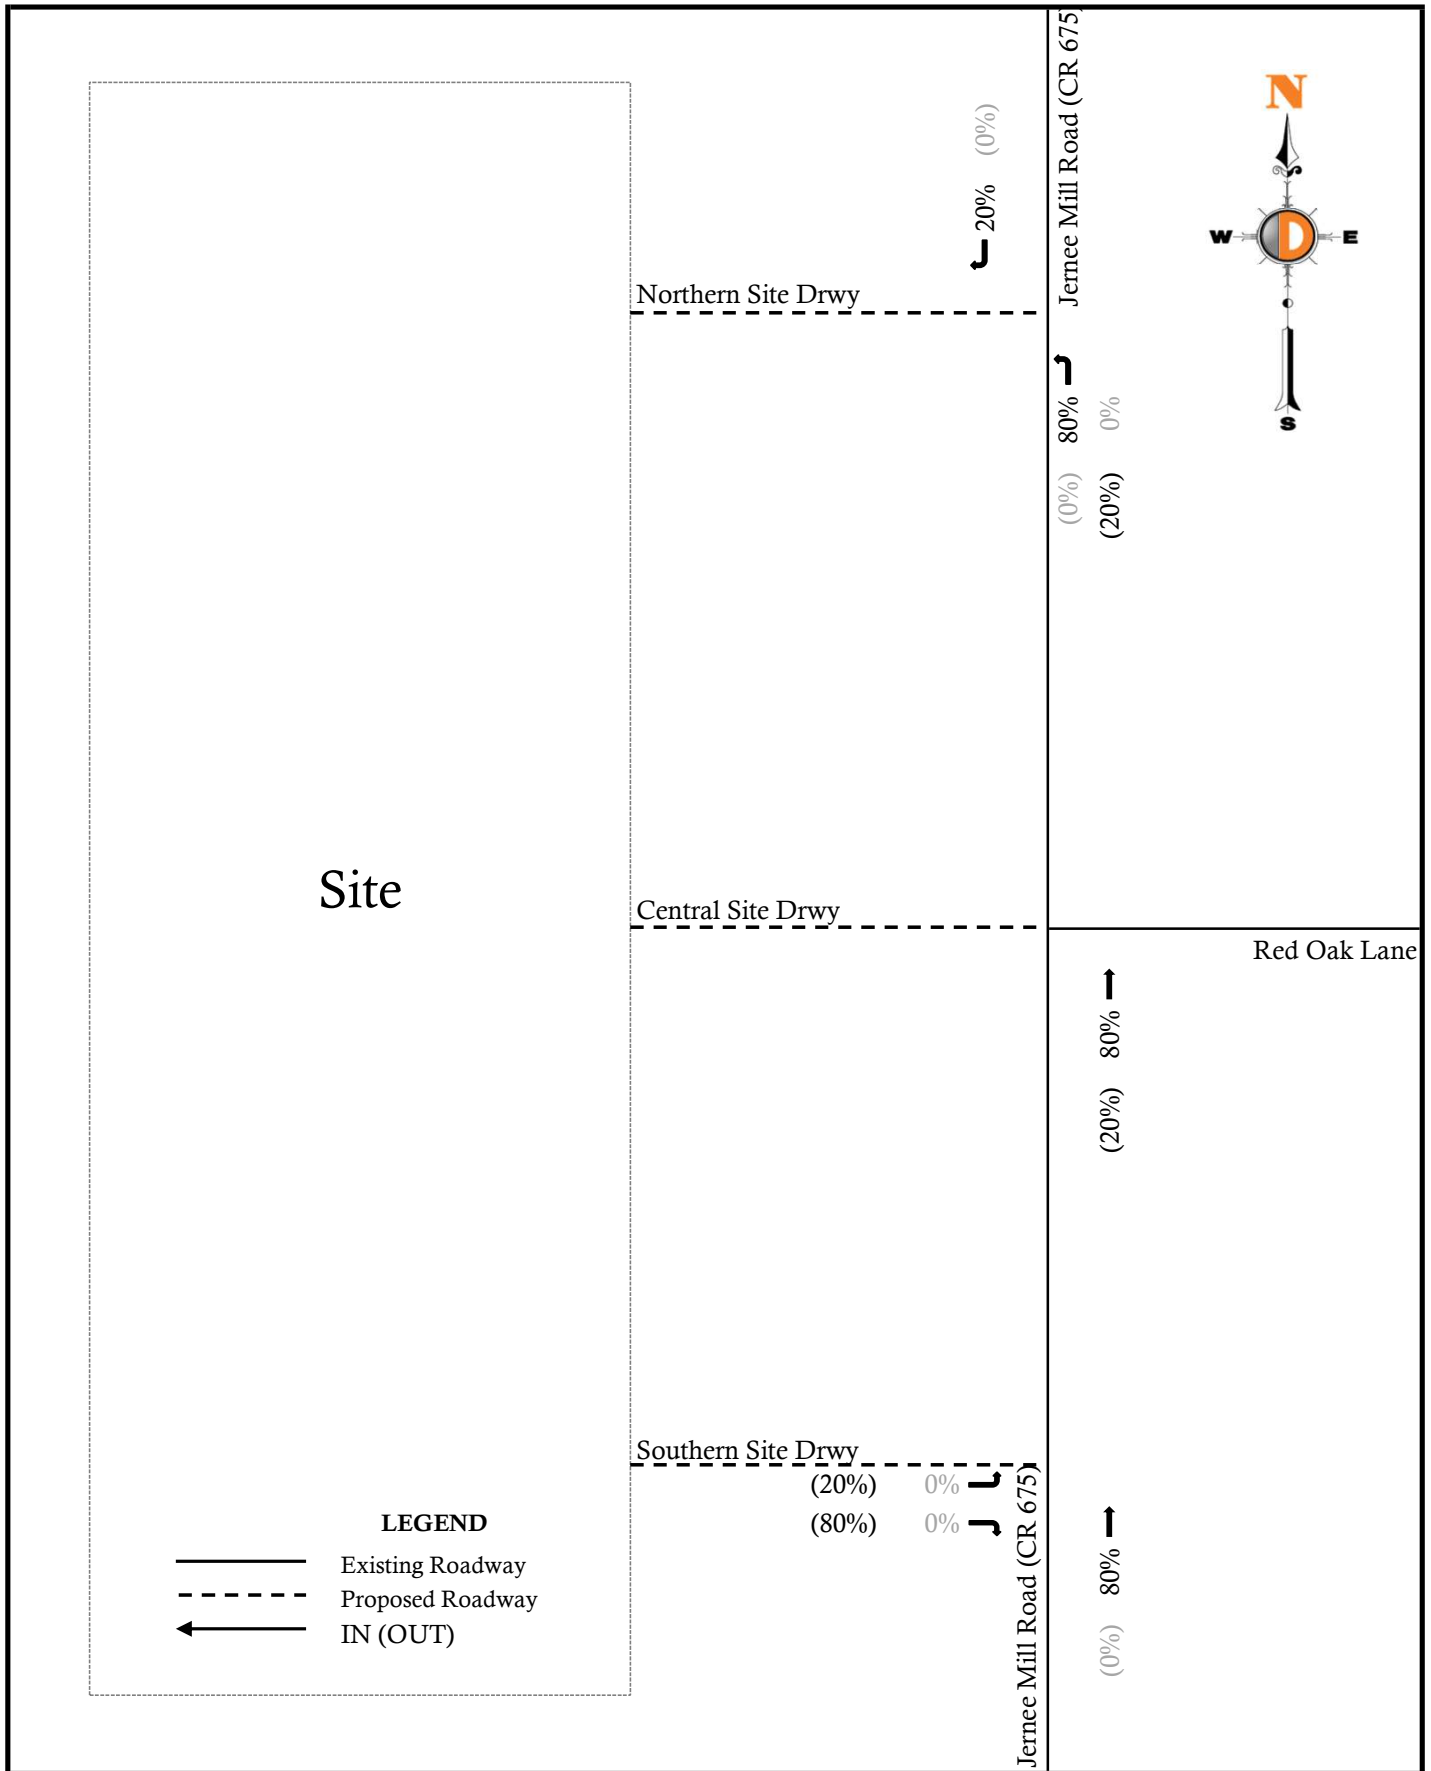 Jernee Mill Road (CR 675)
N
W
D
E
S
20% (0%)
Northern Site Drwy
(0%) 80%
(20%) 0%
Site
Central Site Drwy
Red Oak Lane
(20%) 80%
Southern Site Drwy
(20%) 0%
(80%) 0%
Jernee Mill Road (CR 675)
(0%) 80%
LEGEND
Existing Roadway
Proposed Roadway
IN (OUT)